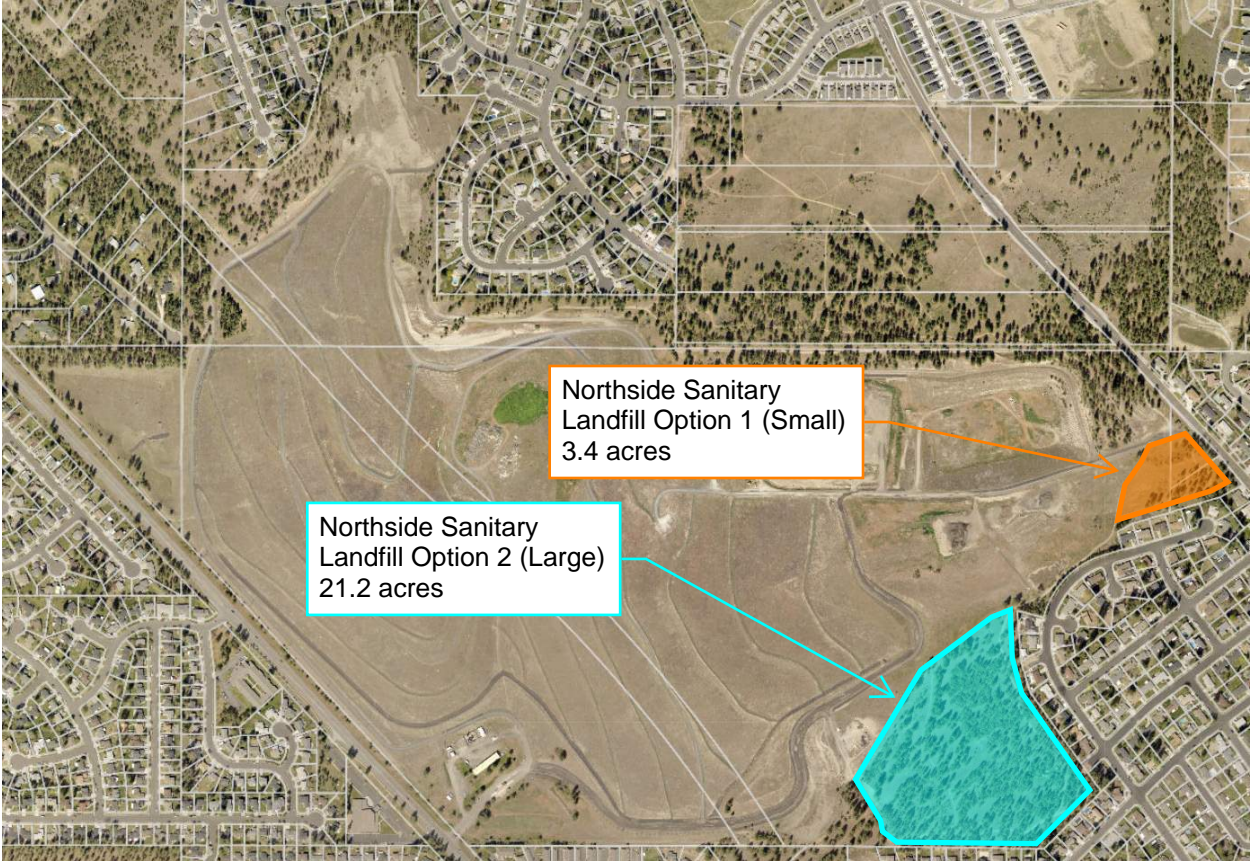 Northside Sanitary
Landfill Option 1 (Small)
3.4 acres
Northside Sanitary
Landfill Option 2 (Large)
21.2 acres